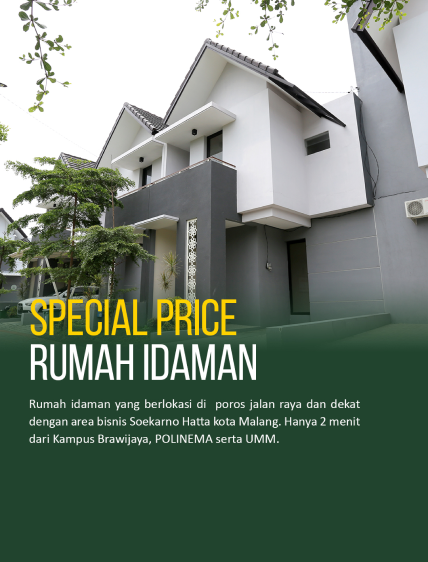 SPECIAL PRICE
RUMAH IDAMAN
Rumah idaman yang berlokasi di poros jalan raya dan dekat
dengan area bisnis Soekarno Hatta kota Malang. Hanya 2 menit
dari Kampus Brawijaya, POLINEMA serta UMM.